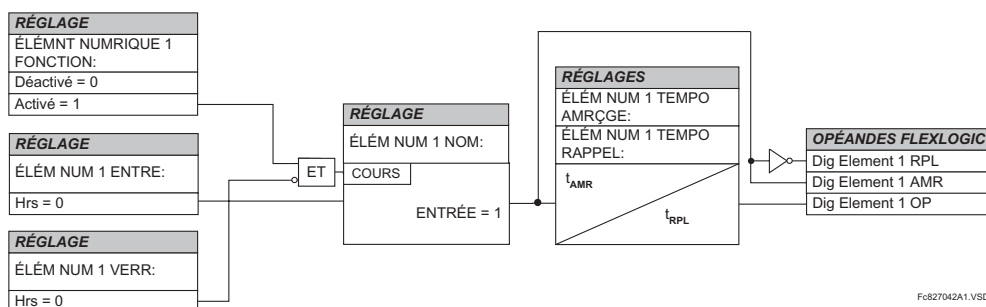 RÉGLAGE
ÉLÉMNT NUMRIQUE 1
FONCTION:
Déactivé = 0
Activé = 1
RÉGLAGE
ÉLÉM NUM 1 ENTRE:
Hrs = 0
RÉGLAGE
ÉLÉM NUM 1 VERR:
Hrs = 0
ET
RÉGLAGE
ÉLÉM NUM 1 NOM:
COURS
ENTRÉE = 1
RÉGLAGES
ÉLÉM NUM 1 TEMPO
AMRÇGE:
ÉLÉM NUM 1 TEMPO
RAPPEL:
tAMR
tRPL
OPÉANDES FLEXLOGIC
Dig Element 1 RPL
Dig Element 1 AMR
Dig Element 1 OP
Fc827042A1.VSD